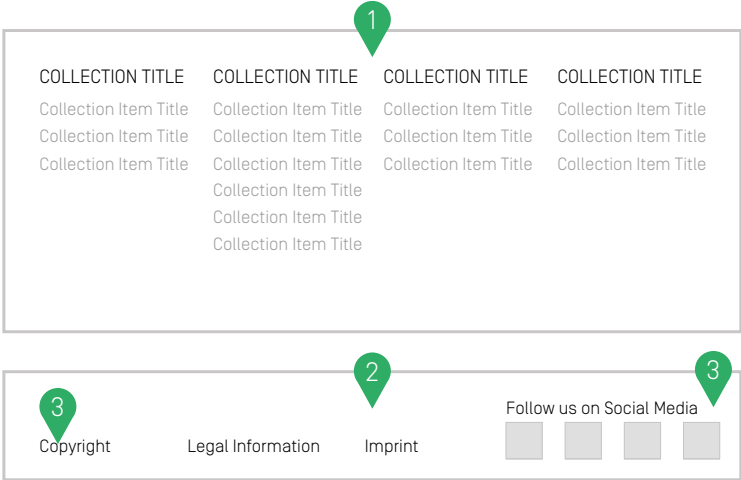 1
COLLECTION TITLE COLLECTION TITLE COLLECTION TITLE COLLECTION TITLE
Collection Item Title Collection Item Title Collection Item Title Collection Item Title
Collection Item Title Collection Item Title Collection Item Title Collection Item Title
Collection Item Title Collection Item Title Collection Item Title Collection Item Title
Collection Item Title
Collection Item Title
Collection Item Title
2 3
3 Follow us on Social Media
Copyright Legal Information Imprint